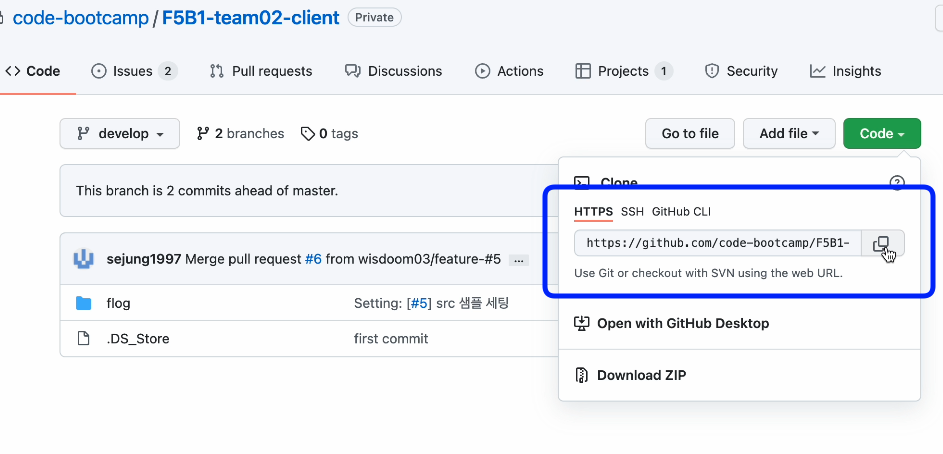 code-bootcamp / F5B1-team02-client Private
<> Code Issues 2 Pull requests Discussions Actions Projects 1 Security Insights
develop 2 branches 0 tags Go to file Add file Code
This branch is 2 commits ahead of master.
Clone
HTTPS SSH GitHub CLI
https://github.com/code-bootcamp/F5B1-
Use Git or checkout with SVN using the web URL.
Open with GitHub Desktop
Download ZIP
sejung1997 Merge pull request #6 from wisdoom03/feature-#5 ...
flog Setting: [#5] src 샘플 세팅
.DS_Store first commit